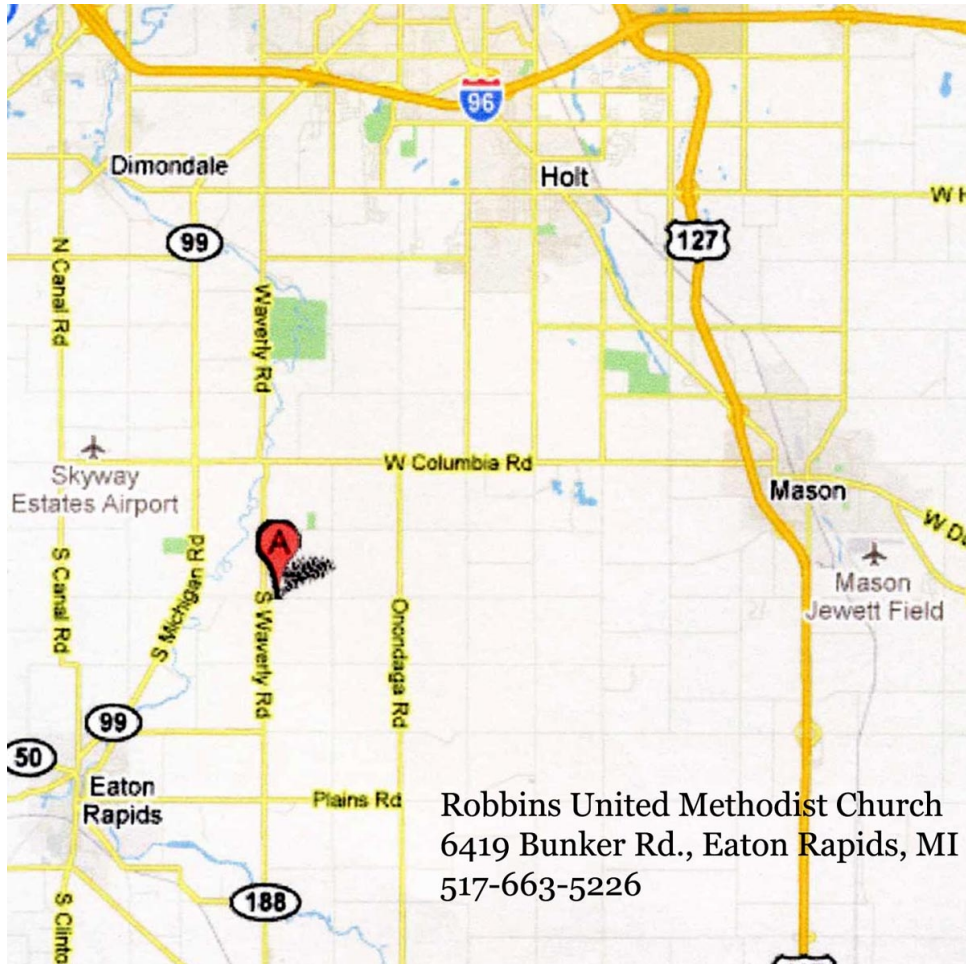 96
Dimondale
Holt
W H
99
127
N Canal Rd
Waverly Rd
W Columbia Rd
Skyway
Estates Airport
Mason
W D
A
Mason
Jewett Field
S Canal Rd
S Michigan Rd
S Waverly Rd
Onondaga Rd
99
50
Eaton
Rapids
Plains Rd
Robbins United Methodist Church
6419 Bunker Rd., Eaton Rapids, MI
517-663-5226
188
S Clinto